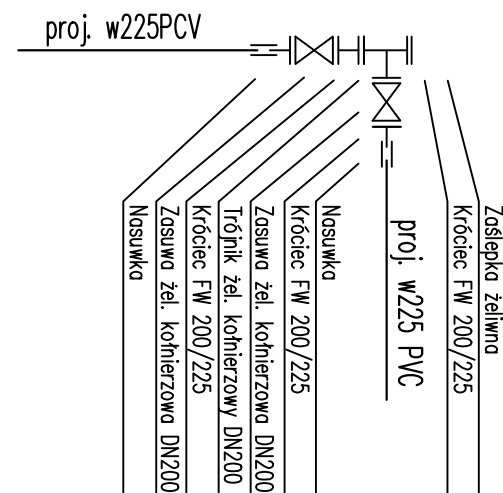 proj. w225PCV
Nasuwka
Zasuwa żel. kołnierzowa DN200
Króciec FW 200/225
Trójnik żel. kołnierzowy DN200
Zasuwa żel. kołnierzowa DN200
Króciec FW 200/225
Nasuwka
proj. w225 PVC
Króciec FW 200/225
Zaślepka żeliwna